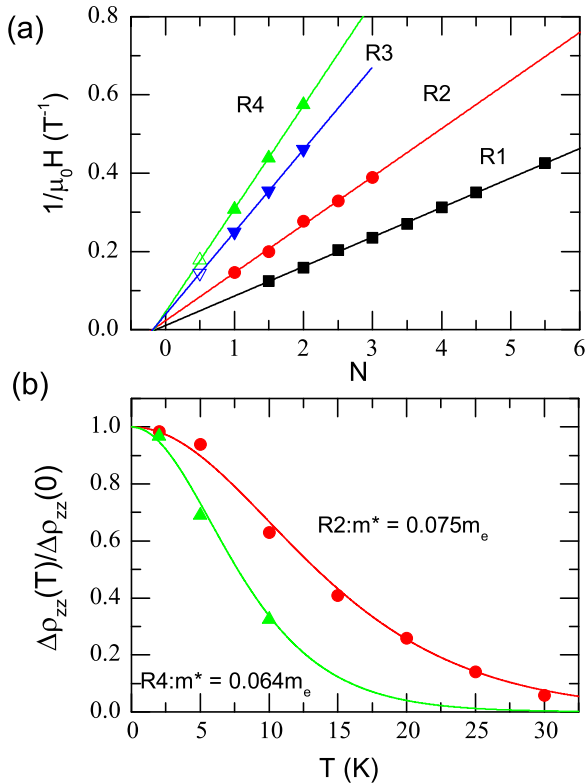 (a)
0.8
0.6
0.4
0.2
0.0
1/μ₀H (T⁻¹)
R4
R3
R2
R1
0 1 2 3 4 5 6
N
(b)
1.0
0.8
0.6
0.4
0.2
0.0
Δρzz(T)/Δρzz(0)
R2:m* = 0.075mₑ
R4:m* = 0.064mₑ
0 5 10 15 20 25 30
T (K)